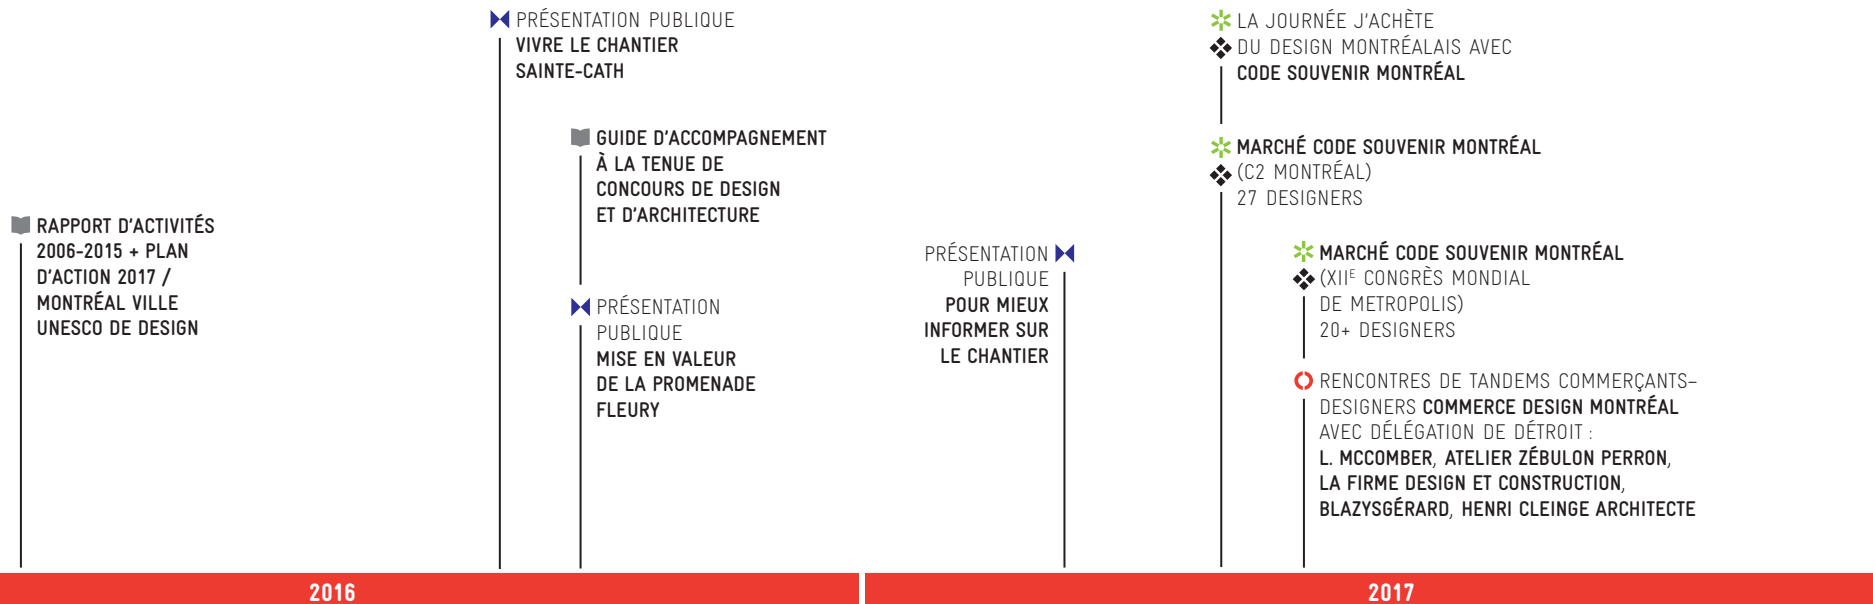 PRÉSENTATION PUBLIQUE
VIVRE LE CHANTIER
SAINTE-CATH
GUIDE D'ACCOMPAGNEMENT
À LA TENUE DE
CONCOURS DE DESIGN
ET D'ARCHITECTURE
RAPPORT D'ACTIVITÉS
2006-2015 + PLAN
D'ACTION 2017 /
MONTRÉAL VILLE
UNESCO DE DESIGN
PRÉSENTATION
PUBLIQUE
MISE EN VALEUR
DE LA PROMENADE
FLEURY
2016
LA JOURNÉE J'ACHÈTE
DU DESIGN MONTRÉALAIS AVEC
CODE SOUVENIR MONTRÉAL
MARCHÉ CODE SOUVENIR MONTRÉAL
(C2 MONTRÉAL)
27 DESIGNERS
PRÉSENTATION
PUBLIQUE
POUR MIEUX
INFORMER SUR
LE CHANTIER
MARCHÉ CODE SOUVENIR MONTRÉAL
(XIIE CONGRÈS MONDIAL
DE METROPOLIS)
20+ DESIGNERS
RENCONTRES DE TANDEMS COMMERÇANTS–
DESIGNERS COMMERCE DESIGN MONTRÉAL
AVEC DÉLÉGATION DE DÉTROIT :
L. MCCOMBER, ATELIER ZÉBULON PERRON,
LA FIRME DESIGN ET CONSTRUCTION,
BLAZYSGÉRARD, HENRI CLEINGE ARCHITECTE
2017